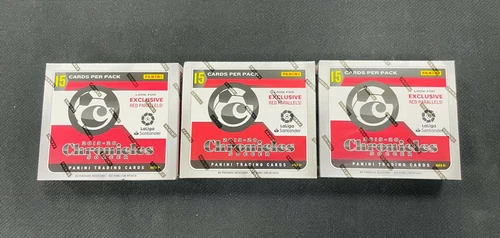 15 CARDS PER PACK PANINI
LOOK FOR
EXCLUSIVE
RED PARALLELS!
LaLiga
Santander
2019-20
Chronicles
SOCCER
PANINI TRADING CARDS
15 CARDS PER PACK PANINI
LOOK FOR
EXCLUSIVE
RED PARALLELS!
LaLiga
Santander
2019-20
Chronicles
SOCCER
PANINI TRADING CARDS
15 CARDS PER PACK PANINI
LOOK FOR
EXCLUSIVE
RED PARALLELS!
LaLiga
Santander
2019-20
Chronicles
SOCCER
PANINI TRADING CARDS